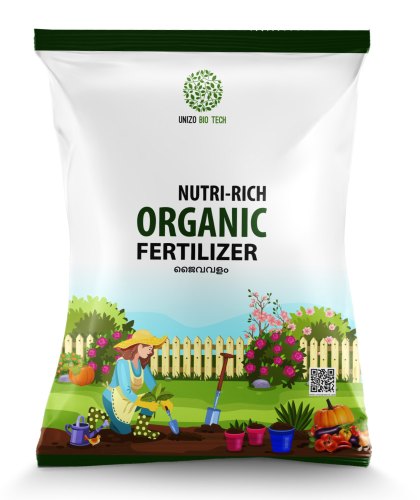 UNIZO BIO TECH
NUTRI-RICH
ORGANIC
FERTILIZER
ജൈവവളം